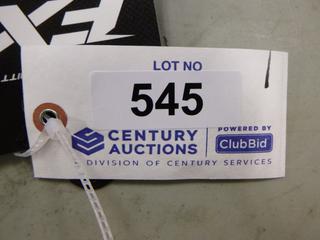 LOT NO
545
CENTURY
AUCTIONS
POWERED BY
ClubBid
A DIVISION OF CENTURY SERVICES